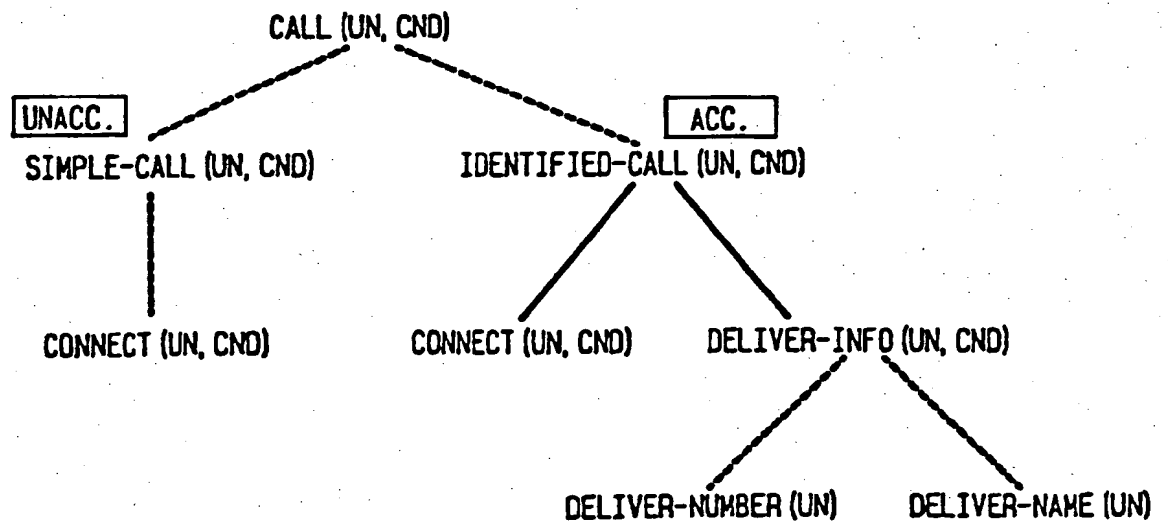 CALL (UN, CND)
UNACC.
ACC.
SIMPLE-CALL (UN, CND)
IDENTIFIED-CALL (UN, CND)
CONNECT (UN, CND)
CONNECT (UN, CND)
DELIVER-INFO (UN, CND)
DELIVER-NUMBER (UN)
DELIVER-NAME (UN)